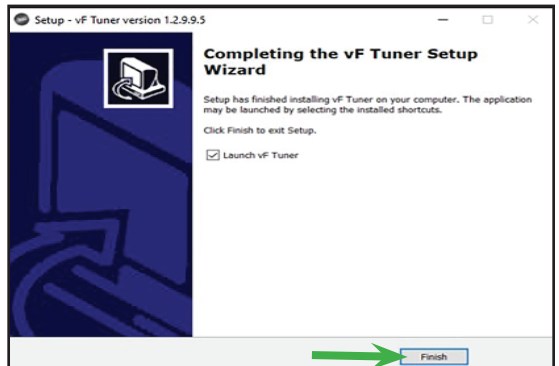 Setup - vF Tuner version 1.2.9.9.5
Completing the vF Tuner Setup
Wizard
Setup has finished installing vF Tuner on your computer. The application
may be launched by selecting the installed shortcuts.
Click Finish to exit Setup.
Launch vF Tuner
Finish